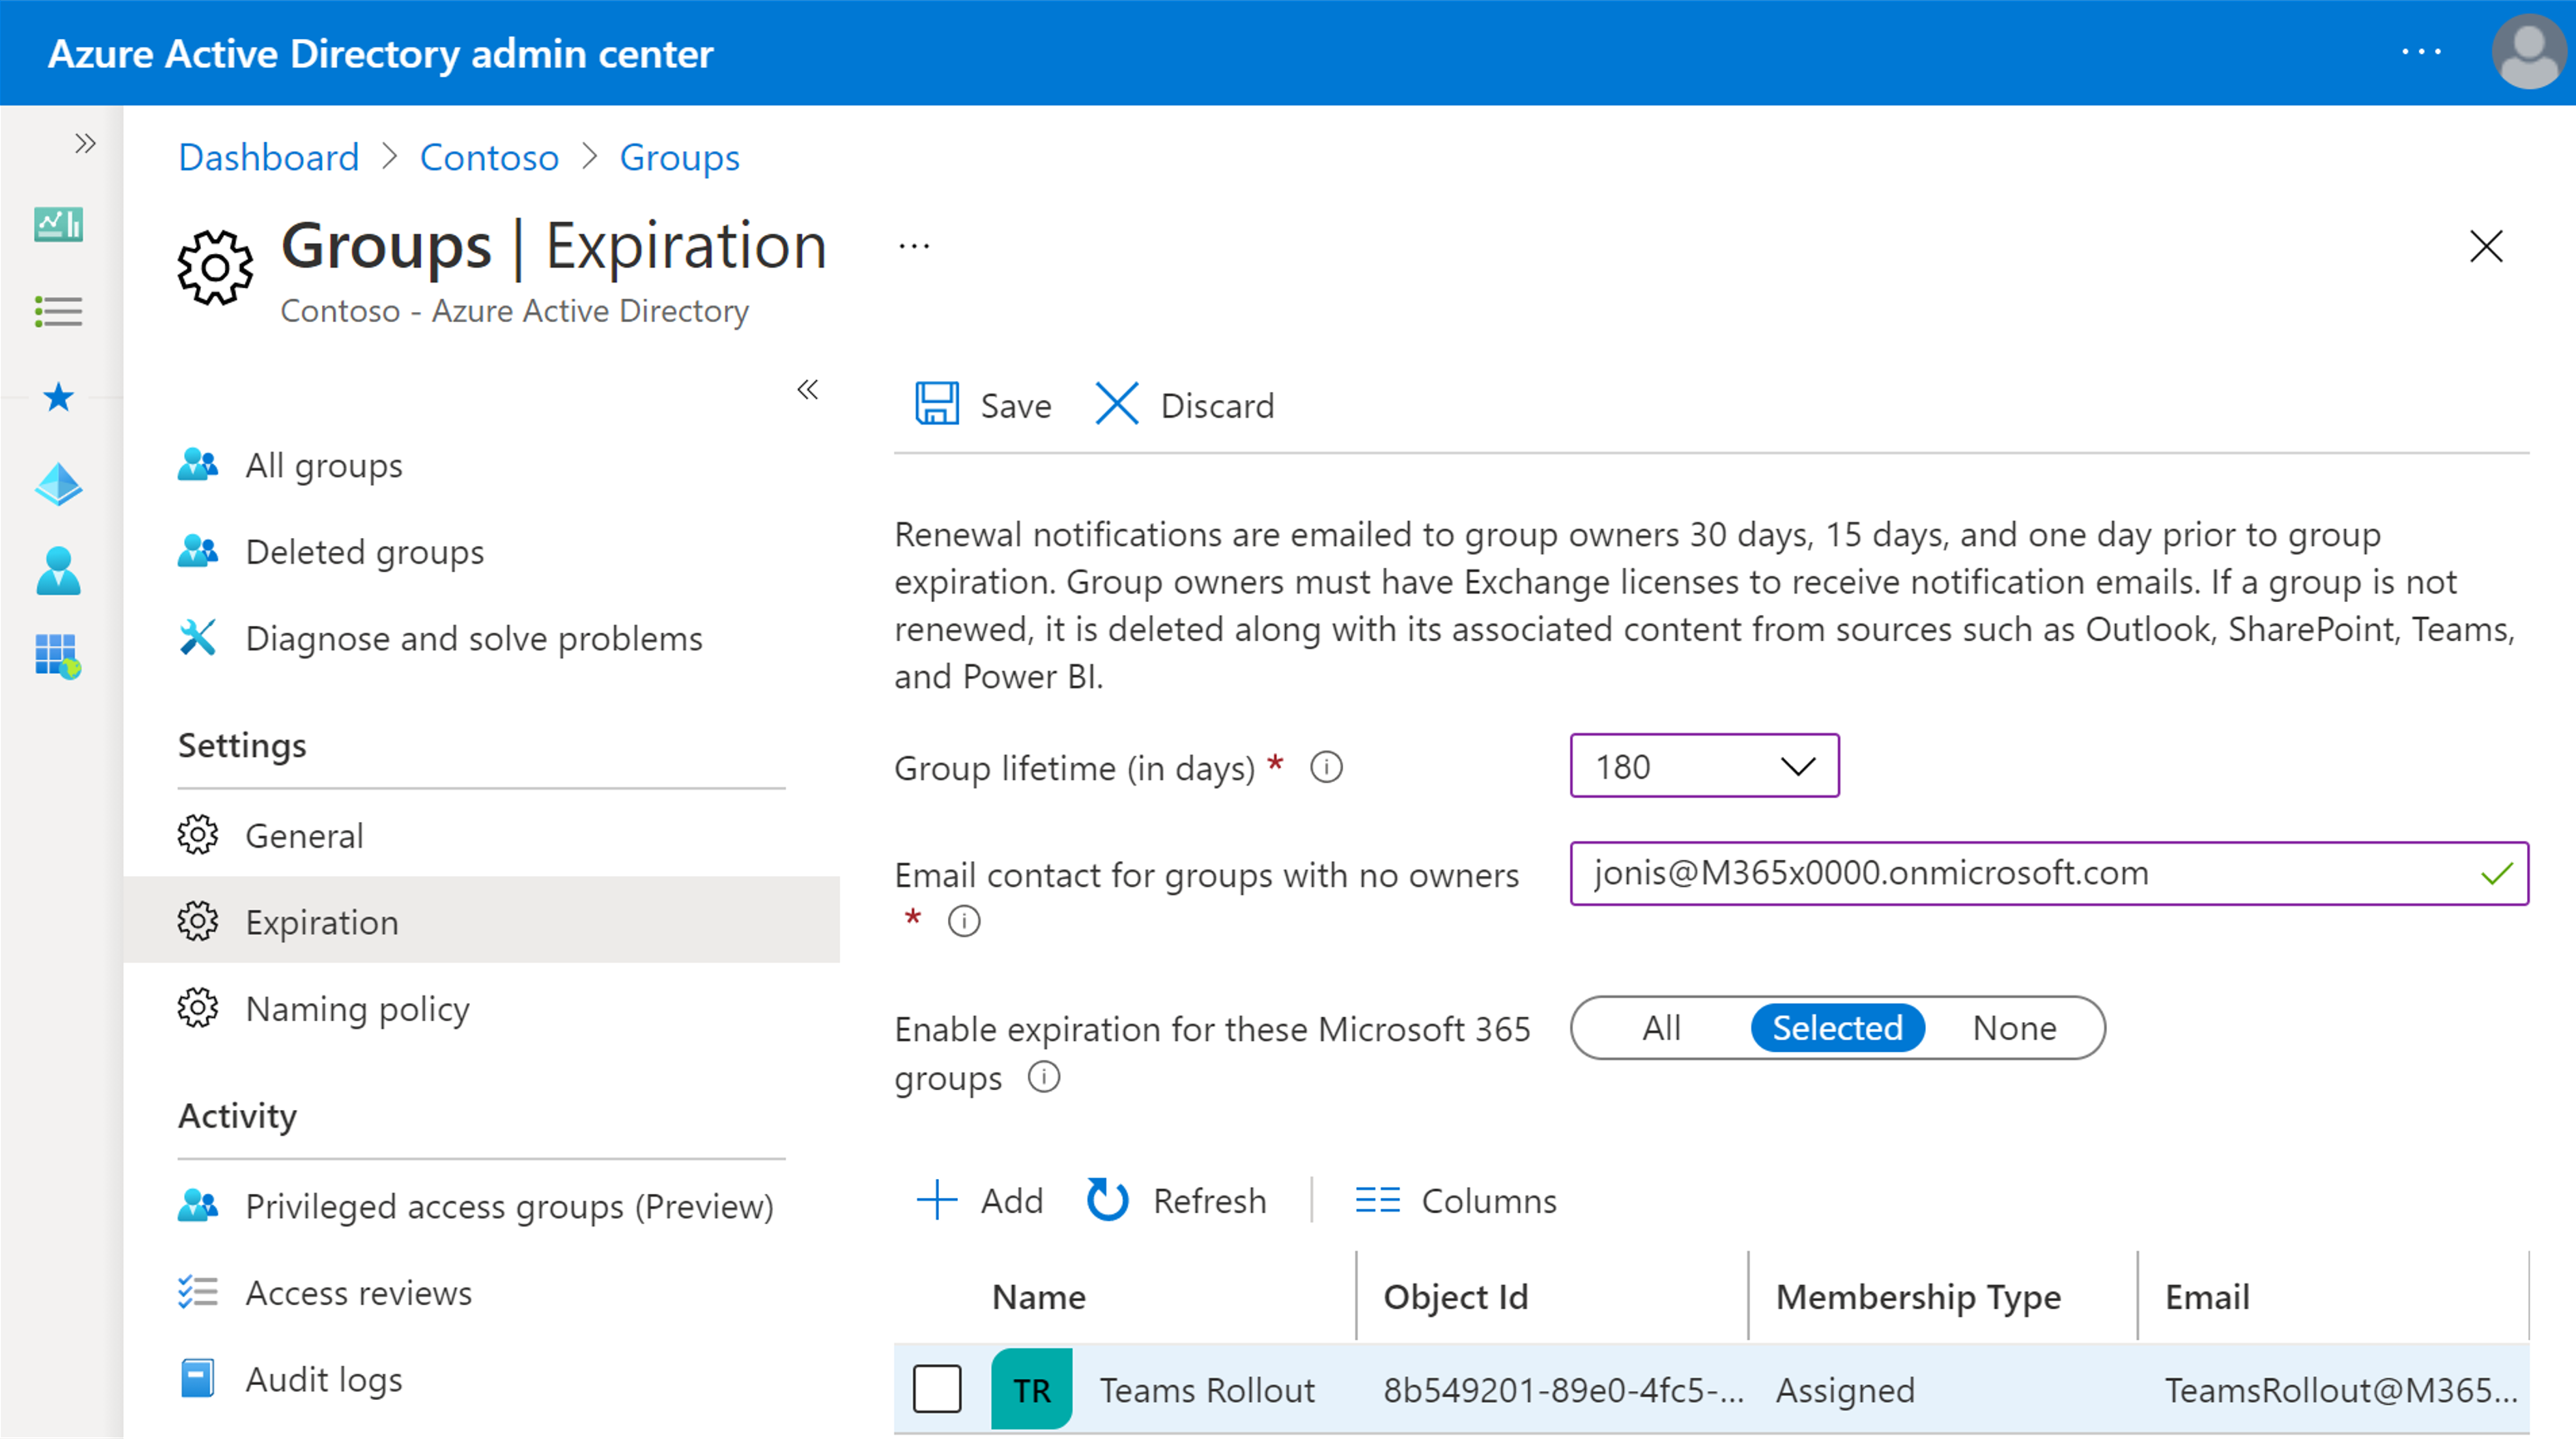 Azure Active Directory admin center
Dashboard > Contoso > Groups
Groups | Expiration
Contoso - Azure Active Directory
All groups
Deleted groups
Diagnose and solve problems
Settings
General
Expiration
Naming policy
Activity
Privileged access groups (Preview)
Access reviews
Audit logs
Save Discard
Renewal notifications are emailed to group owners 30 days, 15 days, and one day prior to group
expiration. Group owners must have Exchange licenses to receive notification emails. If a group is not
renewed, it is deleted along with its associated content from sources such as Outlook, SharePoint, Teams,
and Power BI.
Group lifetime (in days) * 180
Email contact for groups with no owners jonis@M365x0000.onmicrosoft.com
*
Enable expiration for these Microsoft 365 All Selected None
groups
Add Refresh Columns
Name Object Id Membership Type Email
TR Teams Rollout 8b549201-89e0-4fc5-... Assigned TeamsRollout@M365...